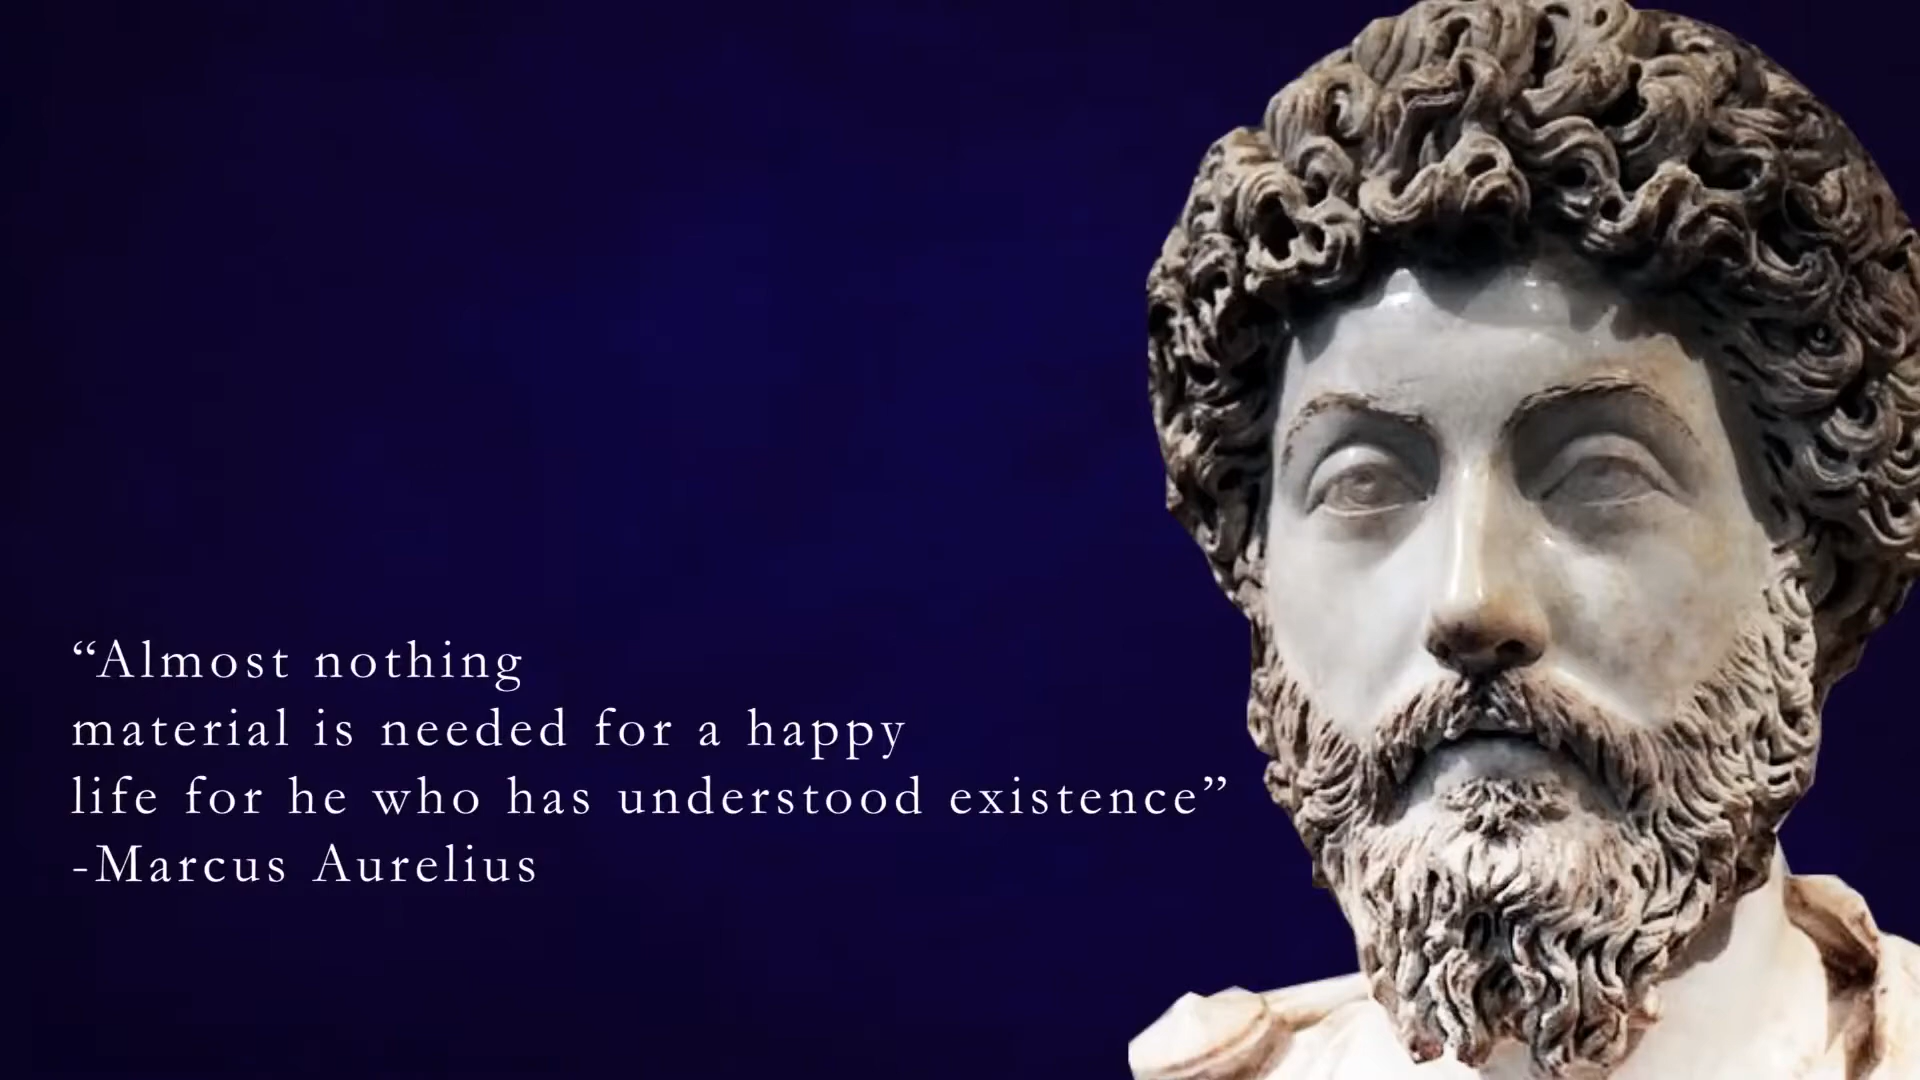 “Almost nothing
material is needed for a happy
life for he who has understood existence”
-Marcus Aurelius